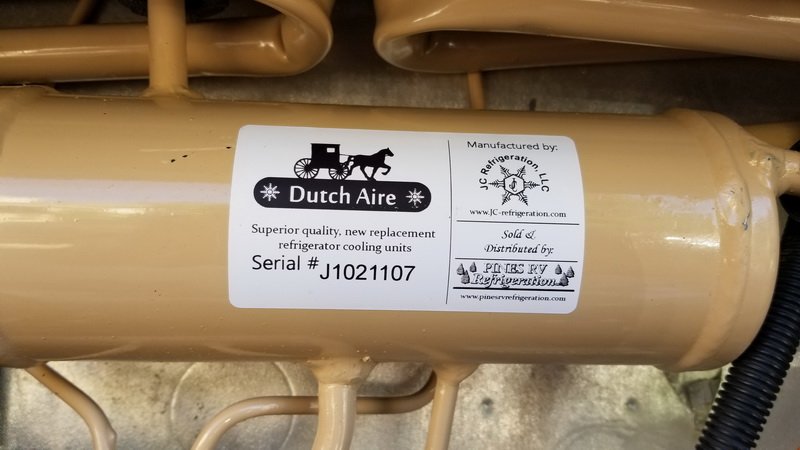 Dutch Aire
Superior quality, new replacement
refrigerator cooling units
Serial # J1021107
Manufactured by:
JC Refrigeration, LLC
www.JC-refrigeration.com
Sold &
Distributed by:
PINES RV
Refrigeration
www.pinesrvrefrigeration.com